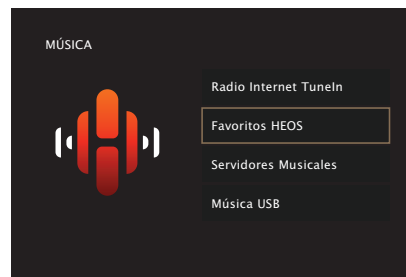 MÚSICA
Radio Internet TuneIn
Favoritos HEOS
Servidores Musicales
Música USB